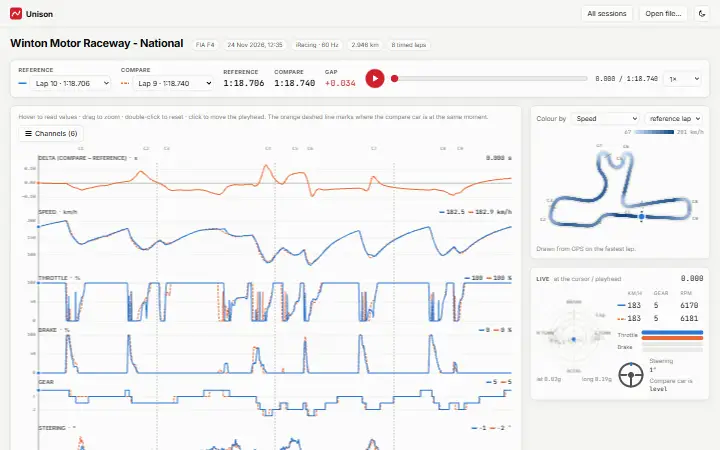 Unison
All sessions
Open file...
Winton Motor Raceway - National
FIA F4
24 Nov 2026, 12:35
iRacing · 60 Hz
2.946 km
8 timed laps
REFERENCE
Lap 10 · 1:18.706
COMPARE
Lap 9 · 1:18.740
REFERENCE
1:18.706
COMPARE
1:18.740
GAP
+0.034
0.000 / 1:18.740
1×
Hover to read values · drag to zoom · double-click to reset · click to move the playhead. The orange dashed line marks where the compare car is at the same moment.
Channels (6)
DELTA (COMPARE − REFERENCE) · s
0.000 s
SPEED · km/h
182.5
182.9 km/h
THROTTLE · %
100
100 %
BRAKE · %
0
0 %
GEAR
5
5
STEERING · °
-1
-2 °
Colour by
Speed
reference lap
67
201 km/h
Drawn from GPS on the fastest lap.
LIVE
at the cursor / playhead
0.000
KM/H
GEAR
RPM
183
5
6170
183
5
6181
Throttle
Brake
Steering
1°
Compare car is
level
lat 0.03g
long 0.19g